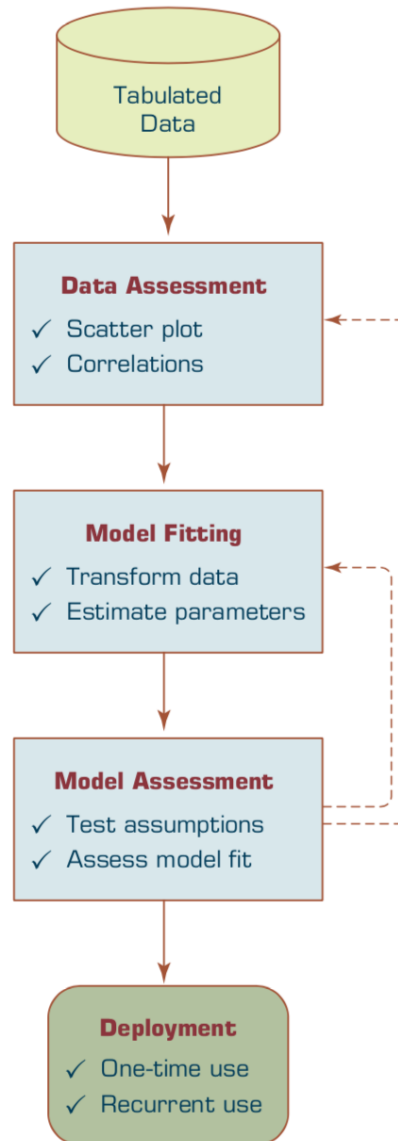 Tabulated
Data
Data Assessment
✓ Scatter plot
✓ Correlations
Model Fitting
✓ Transform data
✓ Estimate parameters
Model Assessment
✓ Test assumptions
✓ Assess model fit
Deployment
✓ One-time use
✓ Recurrent use